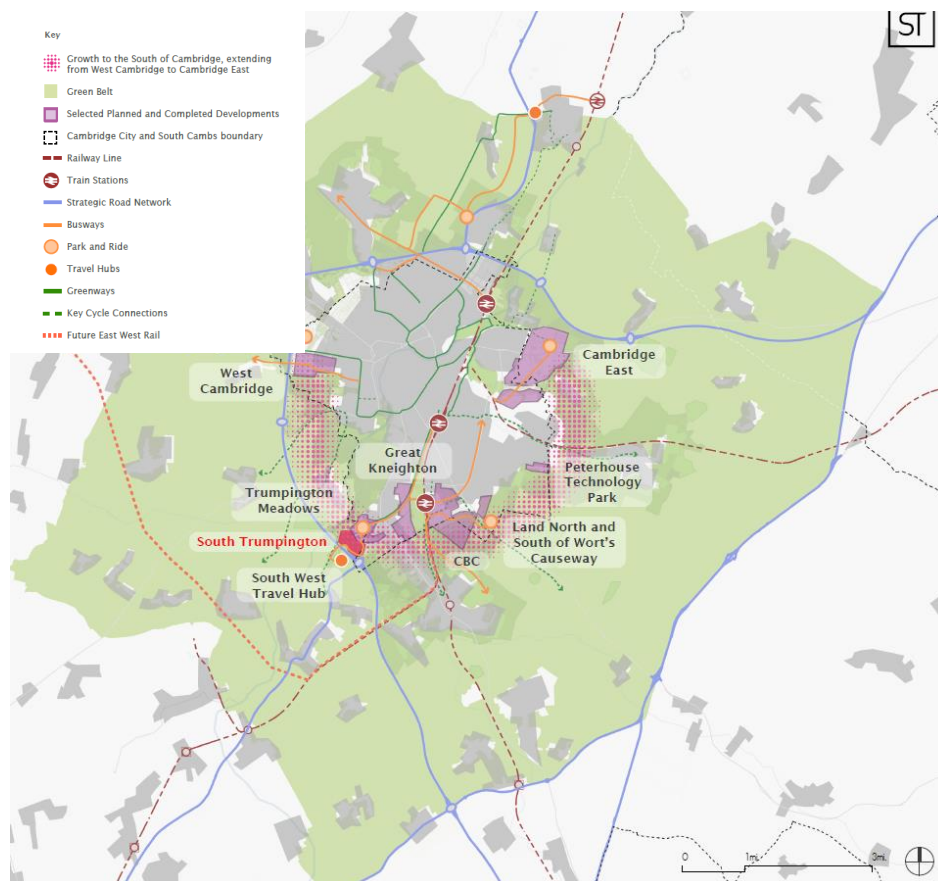 ST
Key
Growth to the South of Cambridge, extending
from West Cambridge to Cambridge East
Green Belt
Selected Planned and Completed Developments
Cambridge City and South Cambs boundary
Railway Line
Train Stations
Strategic Road Network
Busways
Park and Ride
Travel Hubs
Greenways
Key Cycle Connections
Future East West Rail
Cambridge
East
West
Cambridge
Great
Kneighton
Peterhouse
Technology
Park
Trumpington
Meadows
South Trumpington
Land North and
South of Wort's
Causeway
CBC
South West
Travel Hub
0
1mi.
3mi.